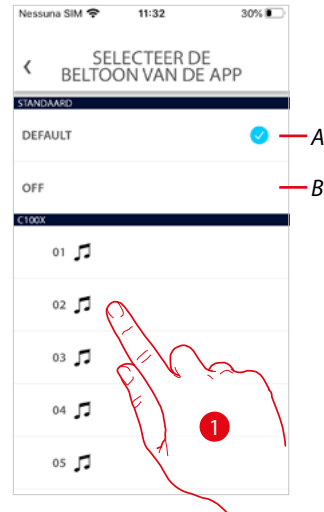 Nessuna SIM 11:32 30%
SELECTEER DE
BELTOON VAN DE APP
STANDAARD
DEFAULT A
OFF B
C100X
01
02
03
04
1
05